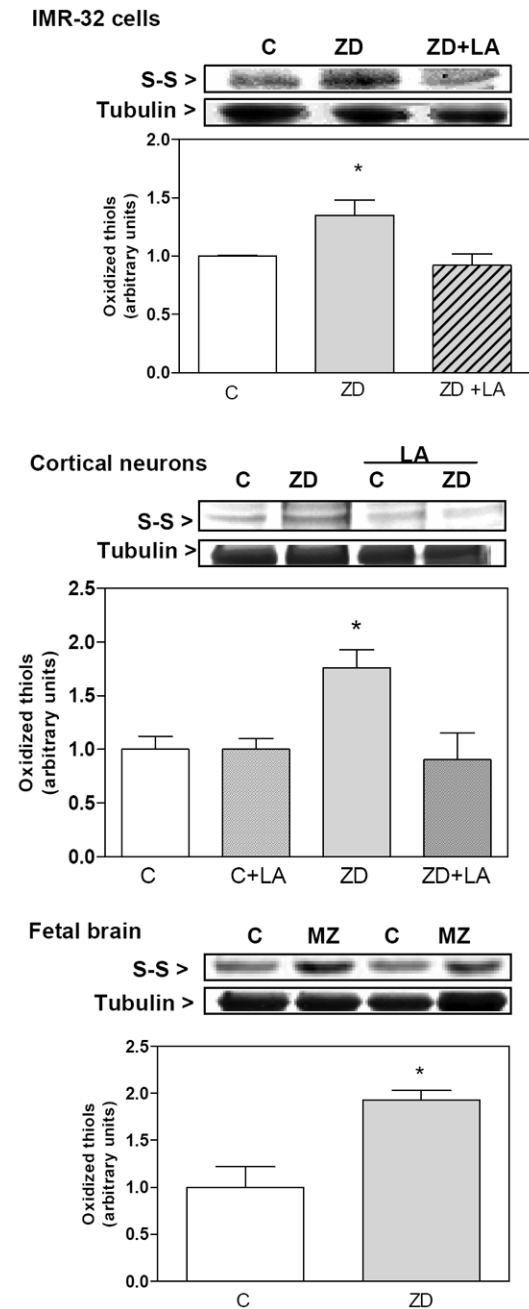 IMR-32 cells
C ZD ZD+LA
S-S >
Tubulin >
2.0
1.5
1.0
0.5
0.0
Oxidized thiols
(arbitrary units)
*
C ZD ZD +LA
Cortical neurons
LA
C ZD C ZD
S-S >
Tubulin >
2.5
2.0
1.5
1.0
0.5
0.0
Oxidized thiols
(arbitrary units)
*
C C+LA ZD ZD+LA
Fetal brain
C MZ C MZ
S-S >
Tubulin >
2.5
2.0
1.5
1.0
0.5
0.0
Oxidized thiols
(arbitrary units)
*
C ZD